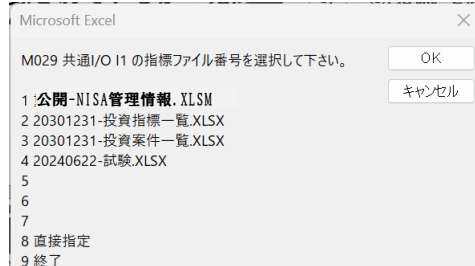 Microsoft Excel
M029 共通I/O I1 の指標ファイル番号を選択して下さい。
OK
キャンセル
1 公開-NISA管理情報.XLSM
2 20301231-投資指標一覧.XLSX
3 20301231-投資案件一覧.XLSX
4 20240622-試験.XLSX
5
6
7
8 直接指定
9 終了